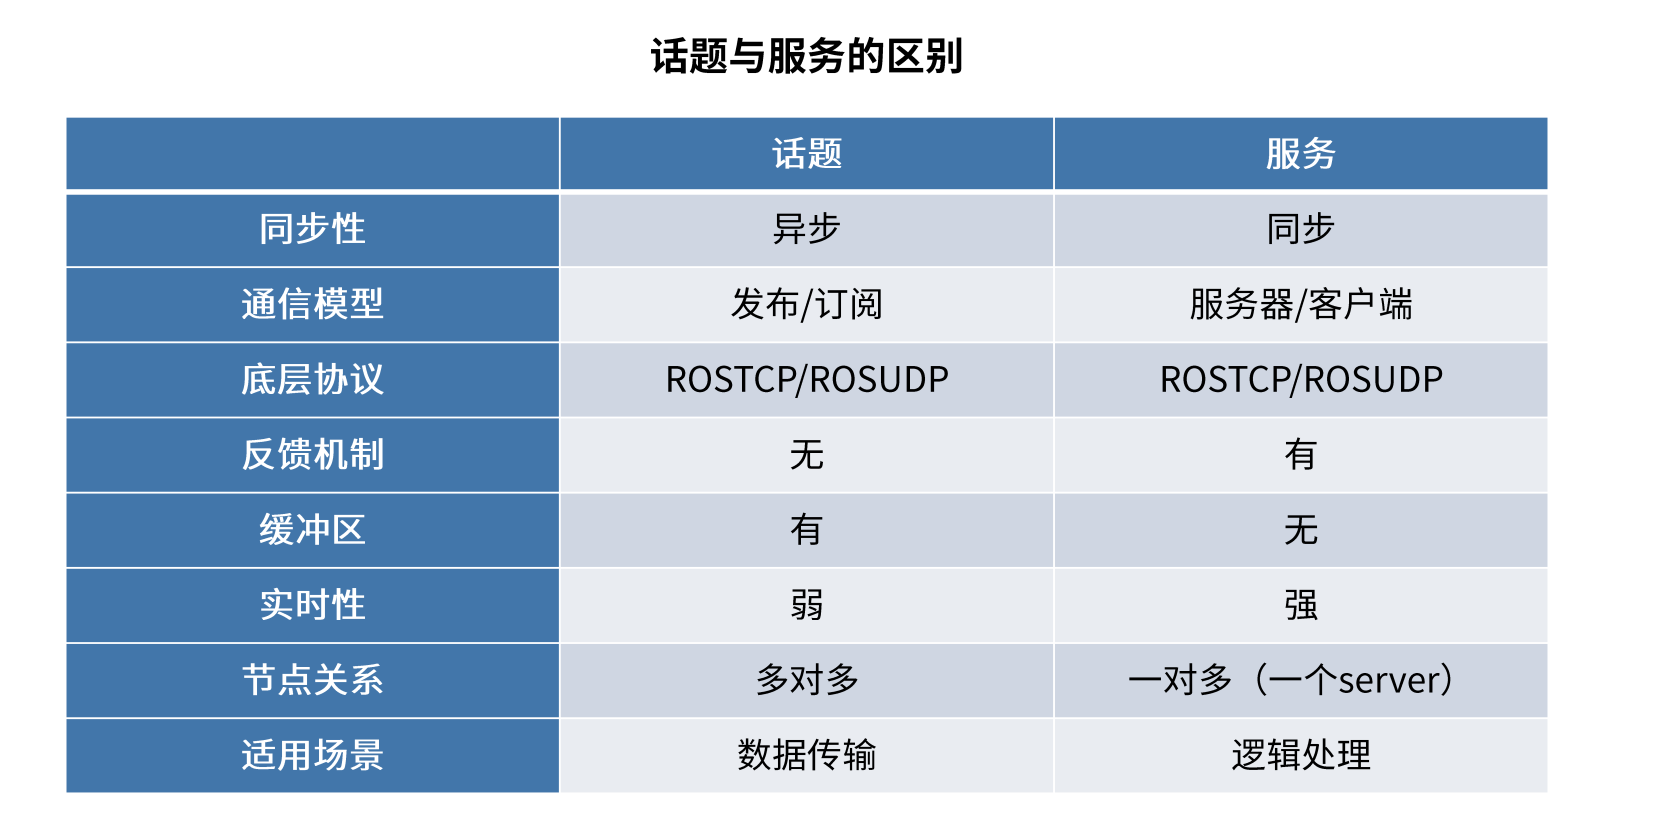 话题与服务的区别
话题 服务
同步性 异步 同步
通信模型 发布/订阅 服务器/客户端
底层协议 ROSTCP/ROSUDP ROSTCP/ROSUDP
反馈机制 无 有
缓冲区 有 无
实时性 弱 强
节点关系 多对多 一对多（一个server）
适用场景 数据传输 逻辑处理